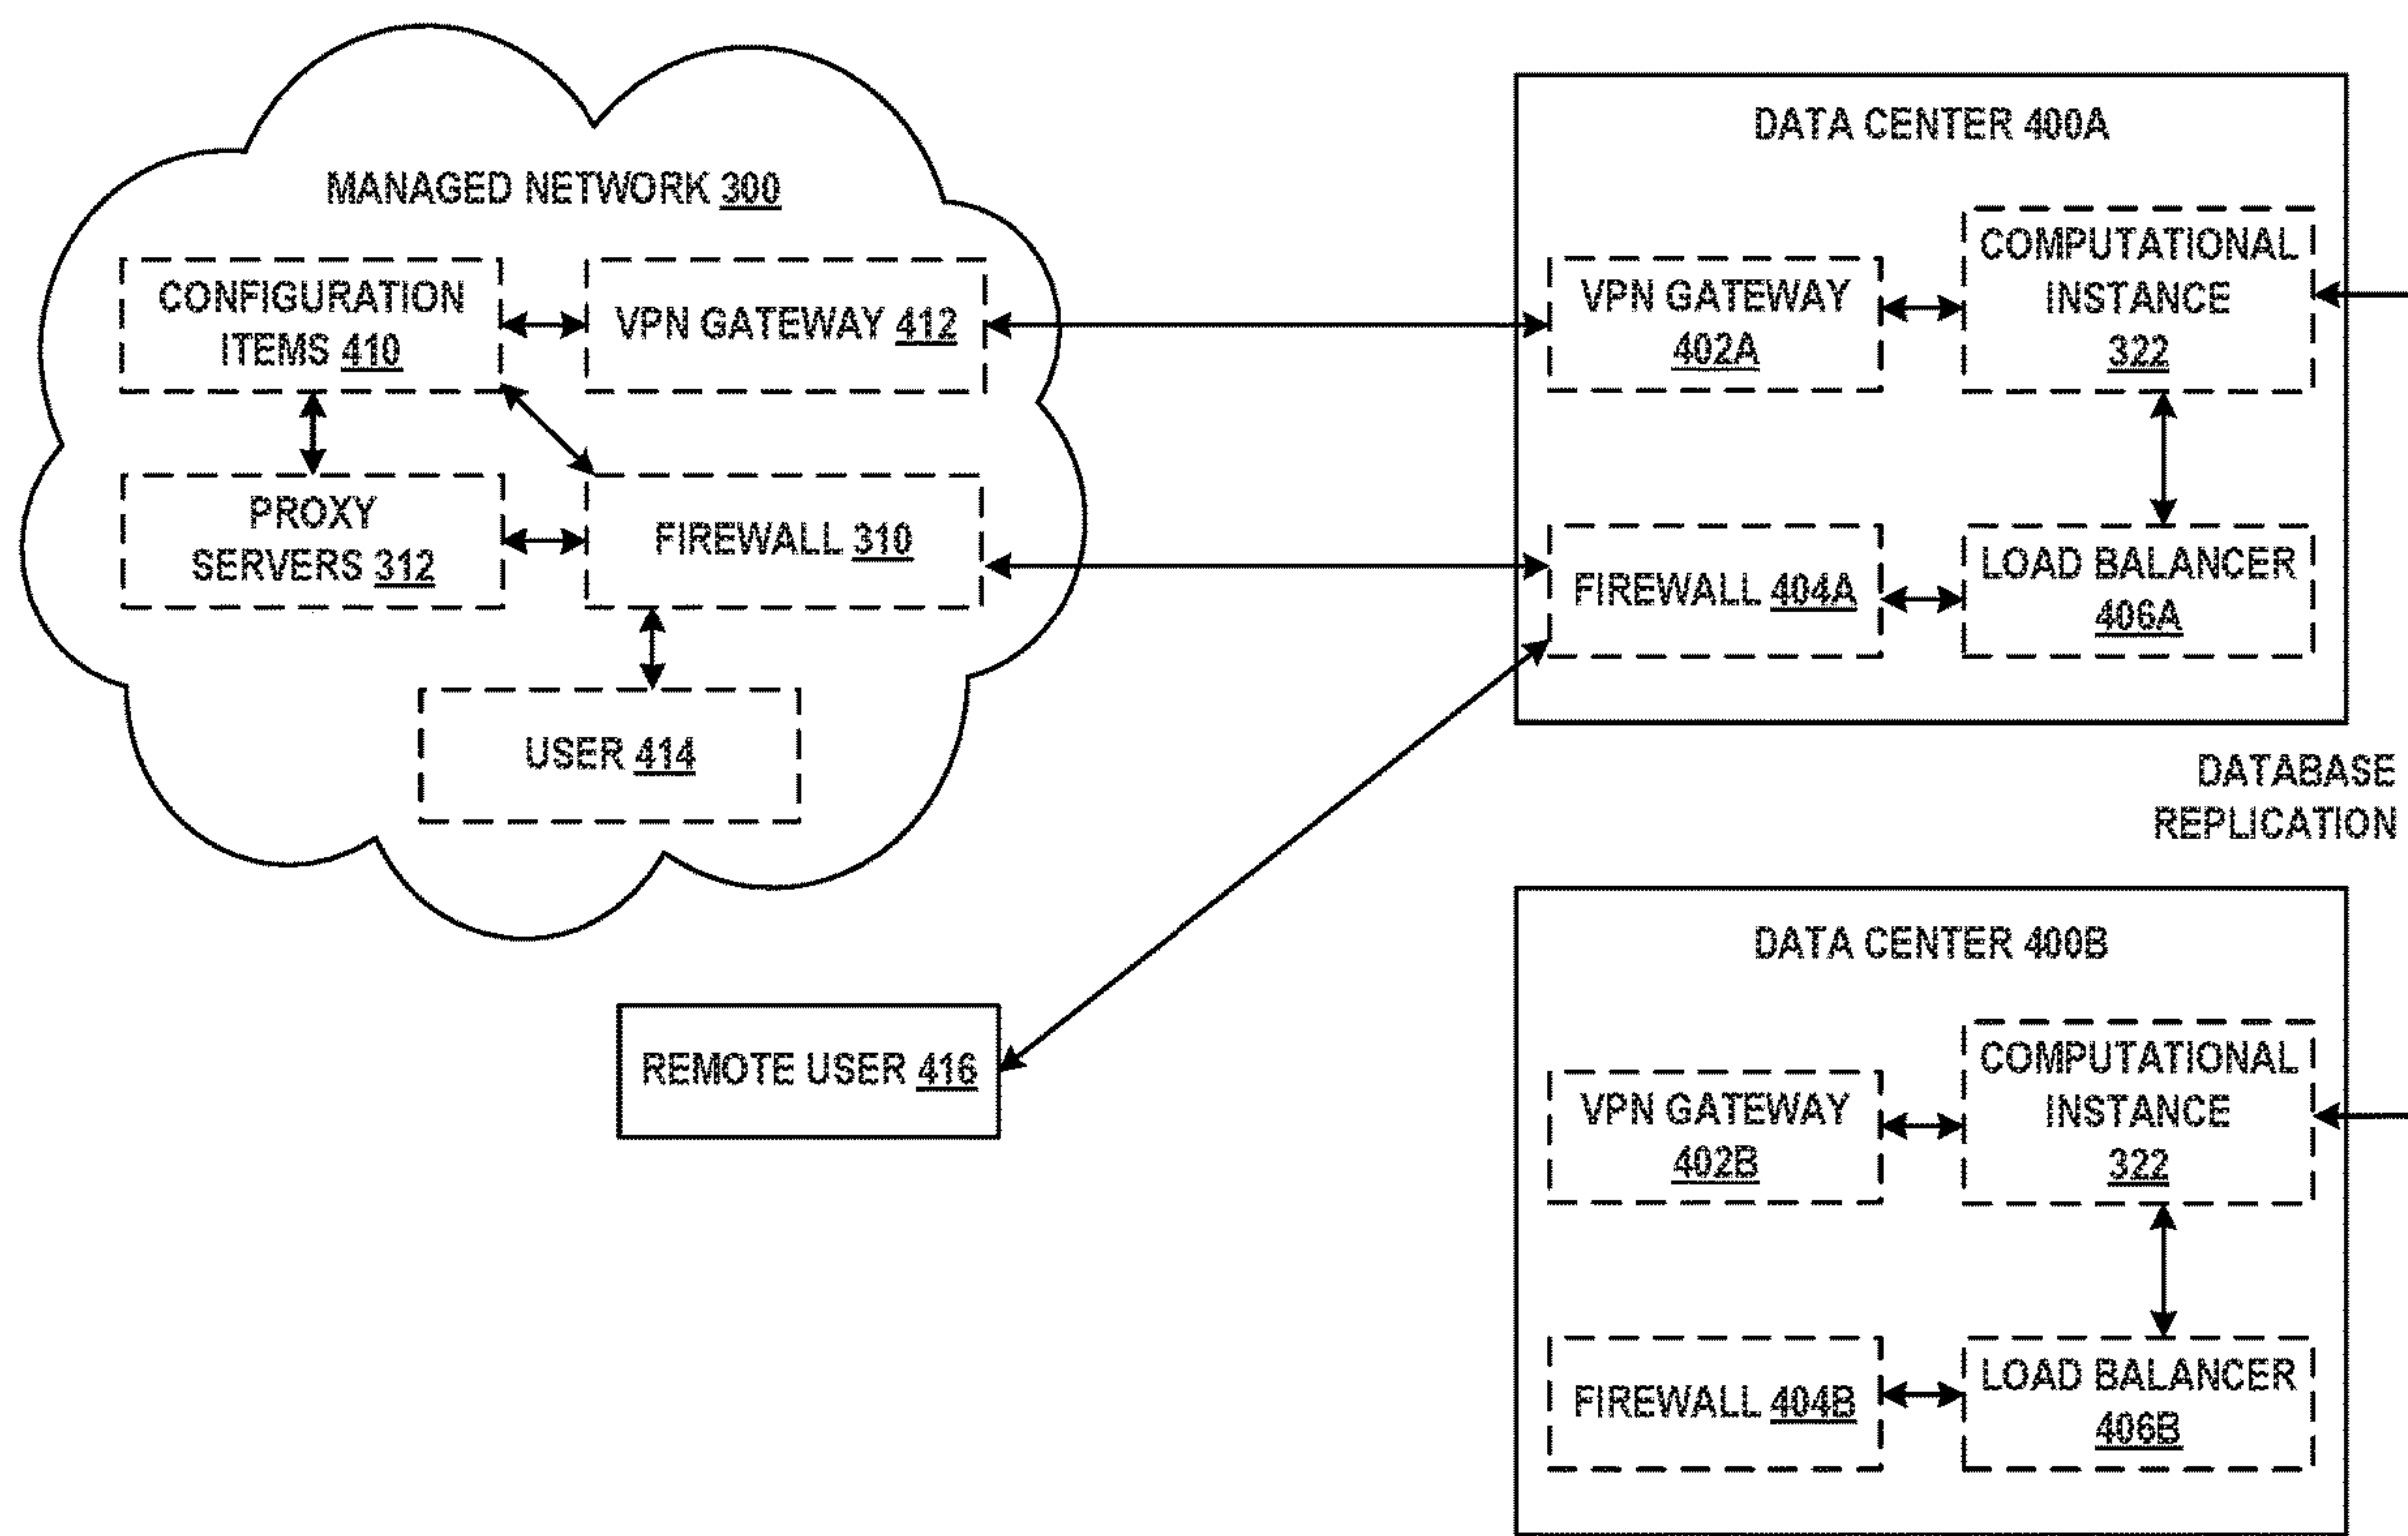 MANAGED NETWORK 300
CONFIGURATION
ITEMS 410
VPN GATEWAY 412
PROXY
SERVERS 312
FIREWALL 310
USER 414
REMOTE USER 416
DATA CENTER 400A
VPN GATEWAY
402A
COMPUTATIONAL
INSTANCE
322
FIREWALL 404A
LOAD BALANCER
406A
DATABASE
REPLICATION
DATA CENTER 400B
VPN GATEWAY
402B
COMPUTATIONAL
INSTANCE
322
FIREWALL 404B
LOAD BALANCER
406B